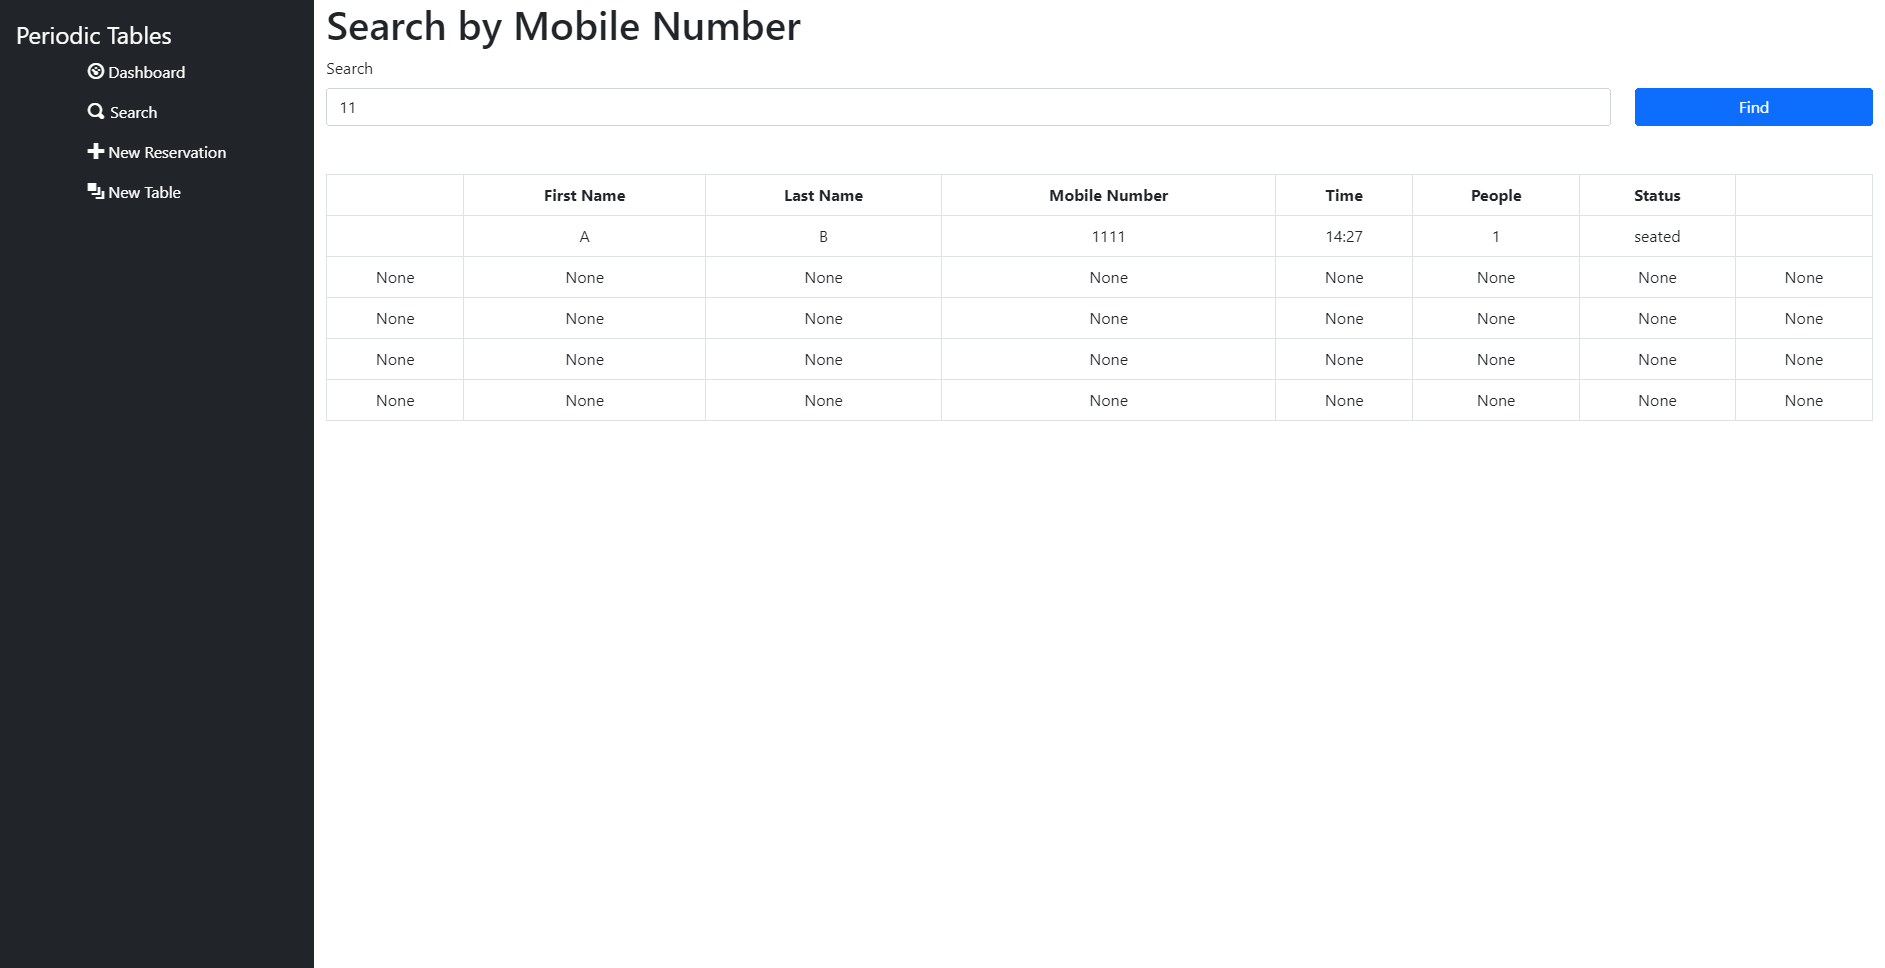 Periodic Tables
Dashboard
Search
New Reservation
New Table
Search by Mobile Number
Search
11
Find
First Name Last Name Mobile Number Time People Status
A B 1111 14:27 1 seated
None None None None None None None None
None None None None None None None None
None None None None None None None None
None None None None None None None None